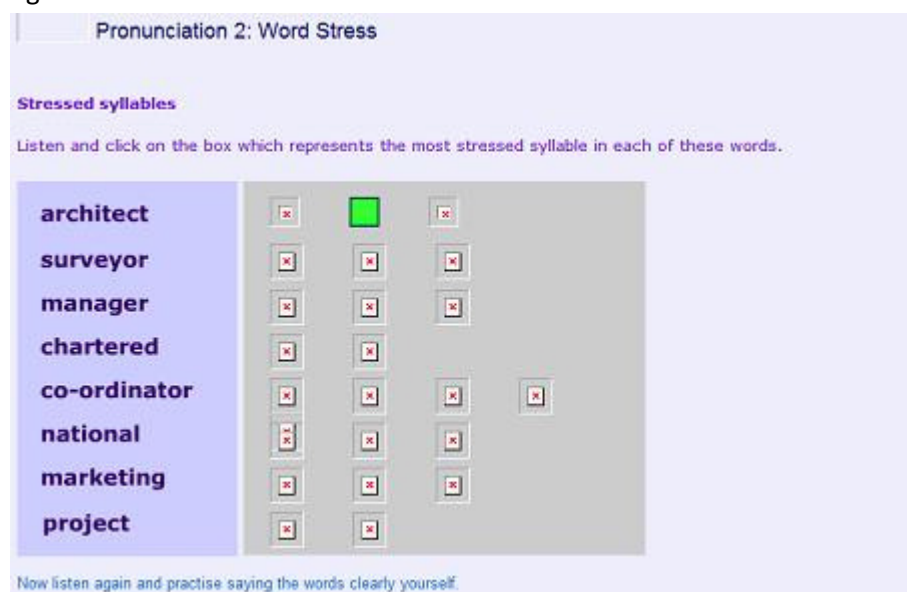 Pronunciation 2: Word Stress
Stressed syllables
Listen and click on the box which represents the most stressed syllable in each of these words.
architect
surveyor
manager
chartered
co-ordinator
national
marketing
project
Now listen again and practise saying the words clearly yourself.